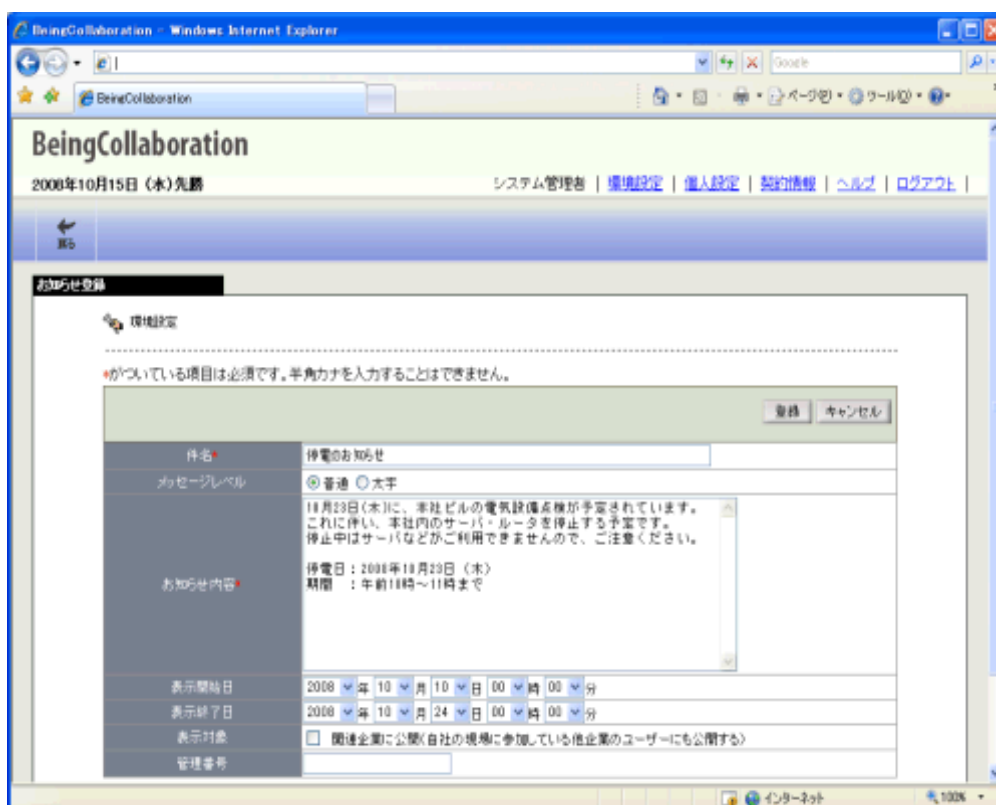 BeingCollaboration - Windows Internet Explorer
Google
BeingCollaboration
ページ(P)
ツール(O)
BeingCollaboration
2008年10月15日（水）先勝
システム管理者 | 環境設定 | 個人設定 | 契約情報 | ヘルプ | ログアウト |
戻る
お知らせ登録
環境設定
*がついている項目は必須です。半角カナを入力することはできません。
登録 キャンセル
件名* 停電のお知らせ
メッセージレベル 普通 太字
お知らせ内容*
10月23日(木)に、本社ビルの電気設備点検が予定されています。
これに伴い、本社内のサーバ・ルータを停止する予定です。
停止中はサーバなどがご利用できませんので、ご注意ください。
停電日：2008年10月23日（木）
期間　：午前10時～11時まで
表示開始日 2008 年 10 月 10 日 00 時 00 分
表示終了日 2008 年 10 月 24 日 00 時 00 分
表示対象 関連企業に公開(自社の現場に参加している他企業のユーザーにも公開する)
管理番号
インターネット
100%